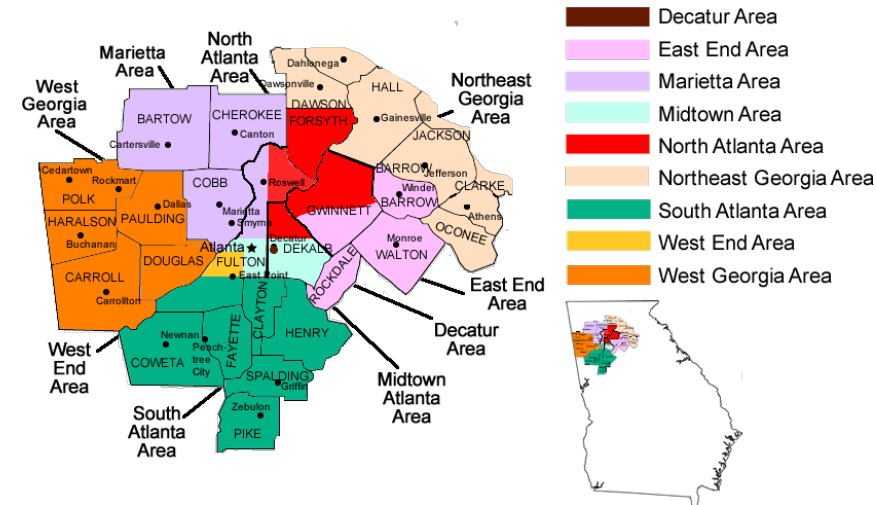 Marietta
Area
North
Atlanta
Area
West
Georgia
Area
Northeast
Georgia
Area
Dahlonega
Dawsonville
DAWSON
HALL
Gainesville
FORSYTH
JACKSON
Jefferson
BARROW
Winder
BARROW
CLARKE
Athens
OCONEE
BARTOW
Cartersville
CHEROKEE
Canton
Cedartown
Rockmart
POLK
HARALSON
Buchanan
PAULDING
Dallas
COBB
Marietta
Smyrna
Roswell
GWINNETT
Monroe
WALTON
Atlanta
FULTON
Decatur
DEKALB
East Point
ROCKDALE
DOUGLAS
CARROLL
Carrollton
CLAYTON
HENRY
FAYETTE
Newnan
COWETA
Peach-
tree
City
SPALDING
Griffin
Zebulon
PIKE
East End
Area
Decatur
Area
Midtown
Atlanta
Area
West
End
Area
South
Atlanta
Area
Decatur Area
East End Area
Marietta Area
Midtown Area
North Atlanta Area
Northeast Georgia Area
South Atlanta Area
West End Area
West Georgia Area